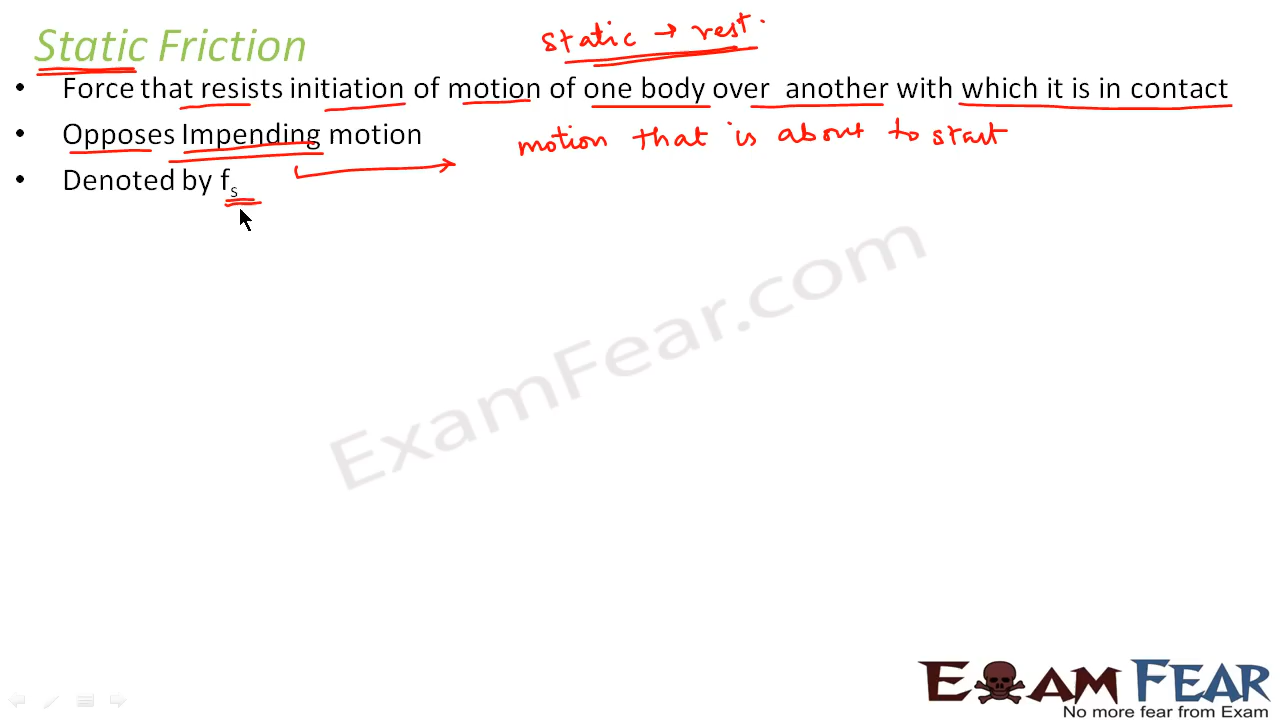 Static Friction
static → rest.
• Force that resists initiation of motion of one body over another with which it is in contact
• Opposes Impending motion
motion that is about to start
• Denoted by fs
ExamFear.com
EXAM FEAR
No more fear from Exam